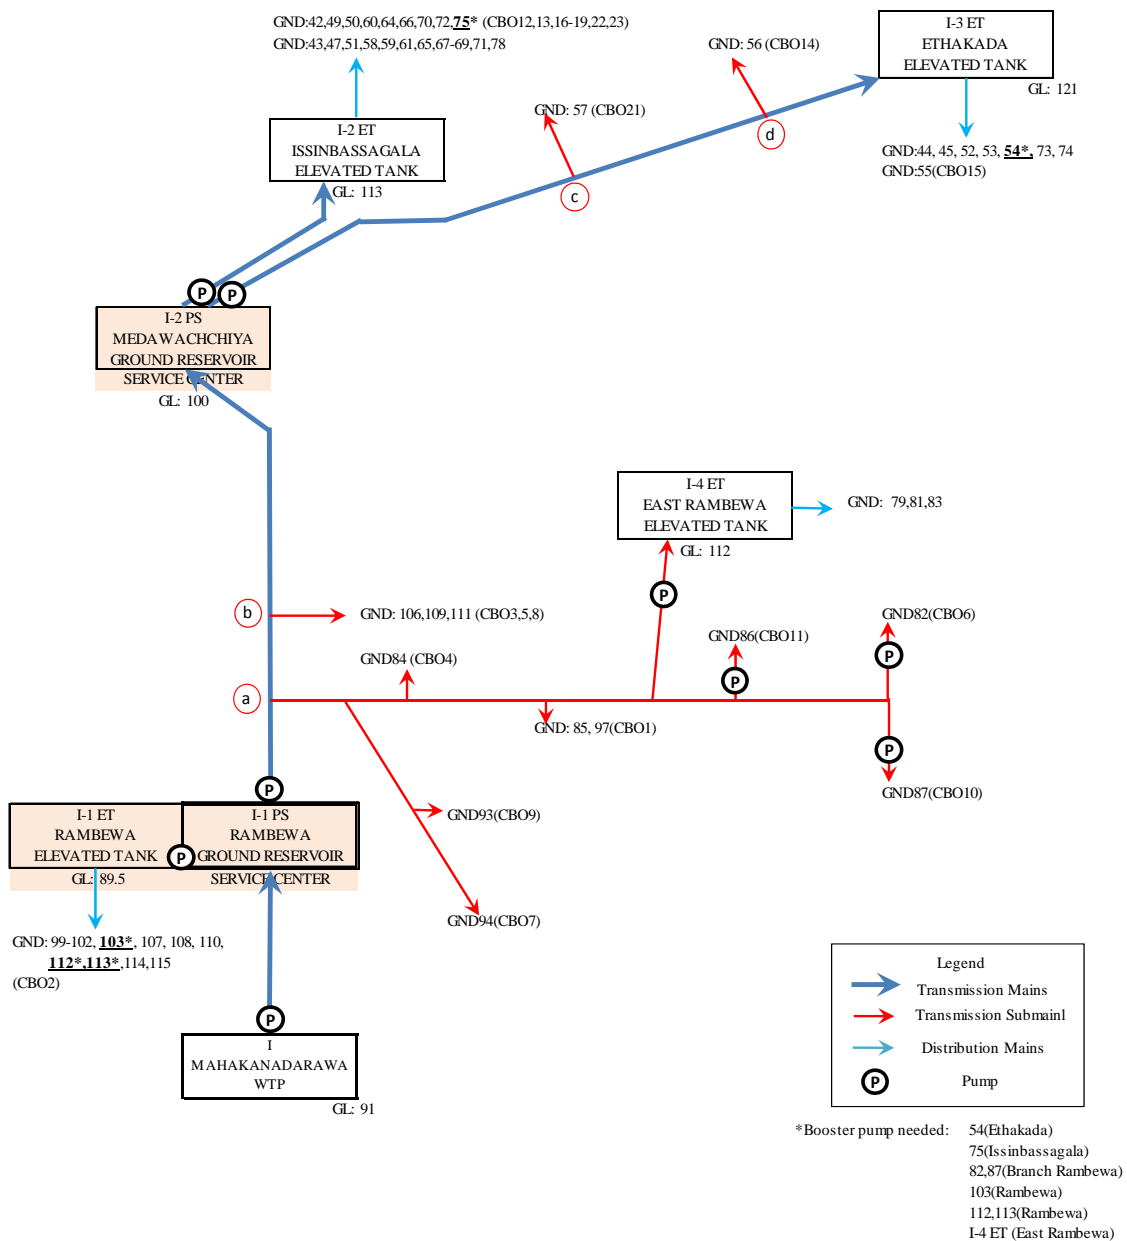 GND:42,49,50,60,64,66,70,72,75* (CBO12,13,16-19,22,23)
GND:43,47,51,58,59,61,65,67-69,71,78
I-2 ET
ISSINBASSAGALA
ELEVATED TANK
GL: 113
GND: 57 (CBO21)
GND: 56 (CBO14)
c
d
I-3 ET
ETHAKADA
ELEVATED TANK
GL: 121
GND:44, 45, 52, 53, 54*, 73, 74
GND:55(CBO15)
P
P
I-2 PS
MEDAWACHCHIYA
GROUND RESERVOIR
SERVICE CENTER
GL: 100
I-4 ET
EAST RAMBEWA
ELEVATED TANK
GL: 112
GND: 79,81,83
P
b
GND: 106,109,111 (CBO3,5,8)
GND84 (CBO4)
GND86(CBO11)
P
GND82(CBO6)
P
a
GND: 85, 97(CBO1)
P
GND87(CBO10)
GND93(CBO9)
GND94(CBO7)
P
I-1 ET
RAMBEWA
ELEVATED TANK
GL: 89.5
P
I-1 PS
RAMBEWA
GROUND RESERVOIR
SERVICE CENTER
GND: 99-102, 103*, 107, 108, 110,
112*,113*,114,115
(CBO2)
P
I
MAHAKANADARAWA
WTP
GL: 91
Legend
Transmission Mains
Transmission Submainl
Distribution Mains
P Pump
*Booster pump needed: 54(Ethakada)
75(Issinbassagala)
82,87(Branch Rambewa)
103(Rambewa)
112,113(Rambewa)
I-4 ET (East Rambewa)